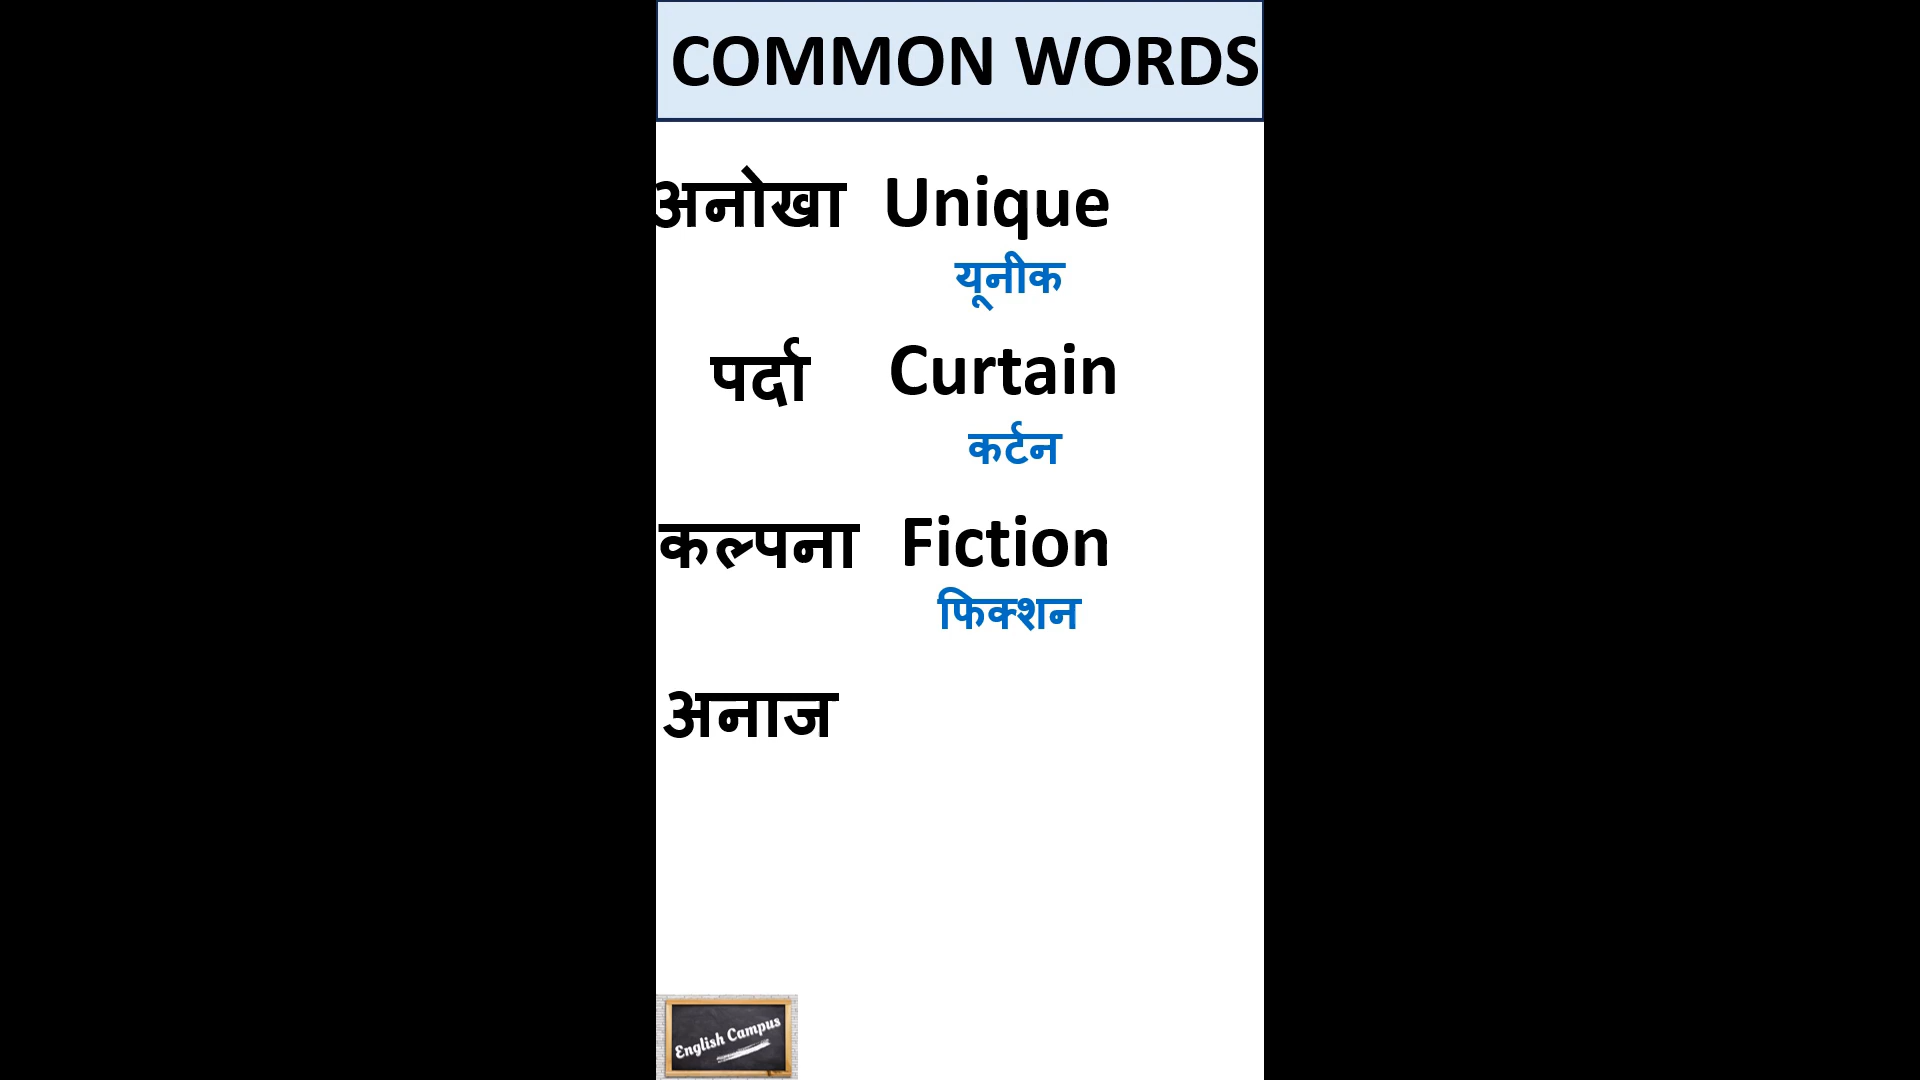 COMMON WORDS
अनोखा Unique
यूनीक
पर्दा Curtain
कर्टन
कल्पना Fiction
फिक्शन
अनाज
English Campus